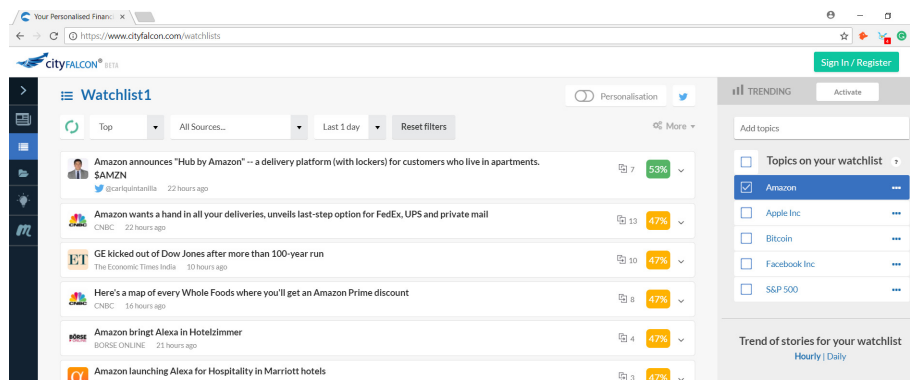 Your Personalised Financ
https://www.cityfalcon.com/watchlists
cityFALCON® BETA
Sign In / Register
Watchlist1
Personalisation
TRENDING
Activate
Top
All Sources...
Last 1 day
Reset filters
More
Add topics
Topics on your watchlist ?
Amazon
Apple Inc
Bitcoin
Facebook Inc
S&P 500
Trend of stories for your watchlist
Hourly | Daily
Amazon announces "Hub by Amazon" -- a delivery platform (with lockers) for customers who live in apartments.
$AMZN
@carlquintanilla 22 hours ago
7 53%
CNBC
Amazon wants a hand in all your deliveries, unveils last-step option for FedEx, UPS and private mail
CNBC 22 hours ago
13 47%
ET
GE kicked out of Dow Jones after more than 100-year run
The Economic Times India 10 hours ago
10 47%
CNBC
Here's a map of every Whole Foods where you'll get an Amazon Prime discount
CNBC 16 hours ago
8 47%
BÖRSE
Amazon bringt Alexa in Hotelzimmer
BORSE ONLINE 21 hours ago
4 47%
Amazon launching Alexa for Hospitality in Marriott hotels
3 47%
m